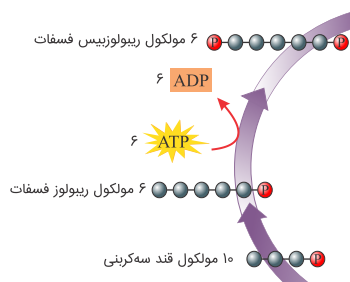 ۶ مولکول ریبولوزبیس فسفات P P
۶ ADP
۶ ATP
۶ مولکول ریبولوز فسفات P
۱۰ مولکول قند سه‌کربنی P